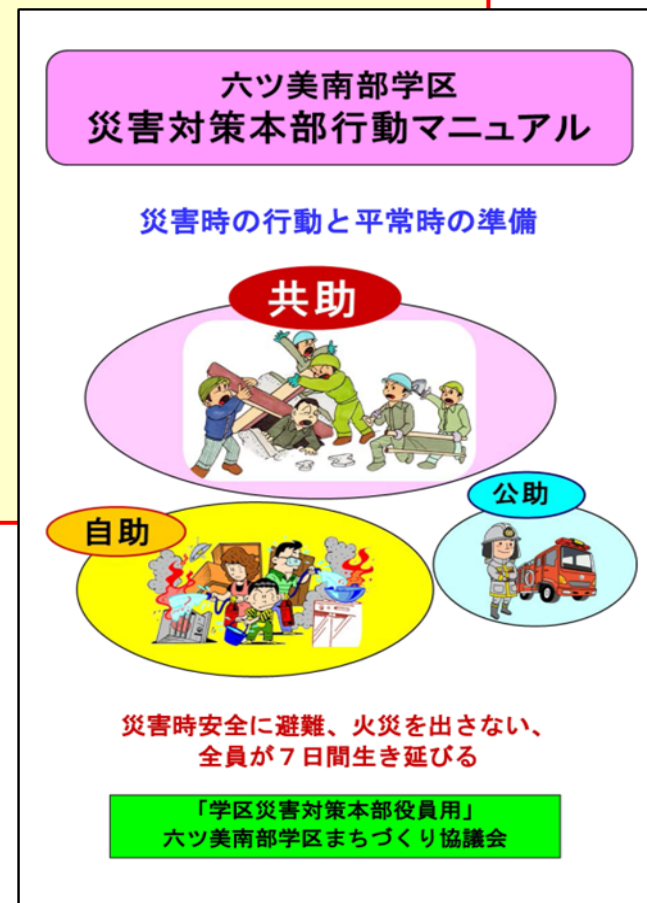 六ツ美南部学区
災害対策本部行動マニュアル
災害時の行動と平常時の準備
共助
公助
自助
災害時安全に避難、火災を出さない、
全員が７日間生き延びる
「学区災害対策本部役員用」
六ツ美南部学区まちづくり協議会